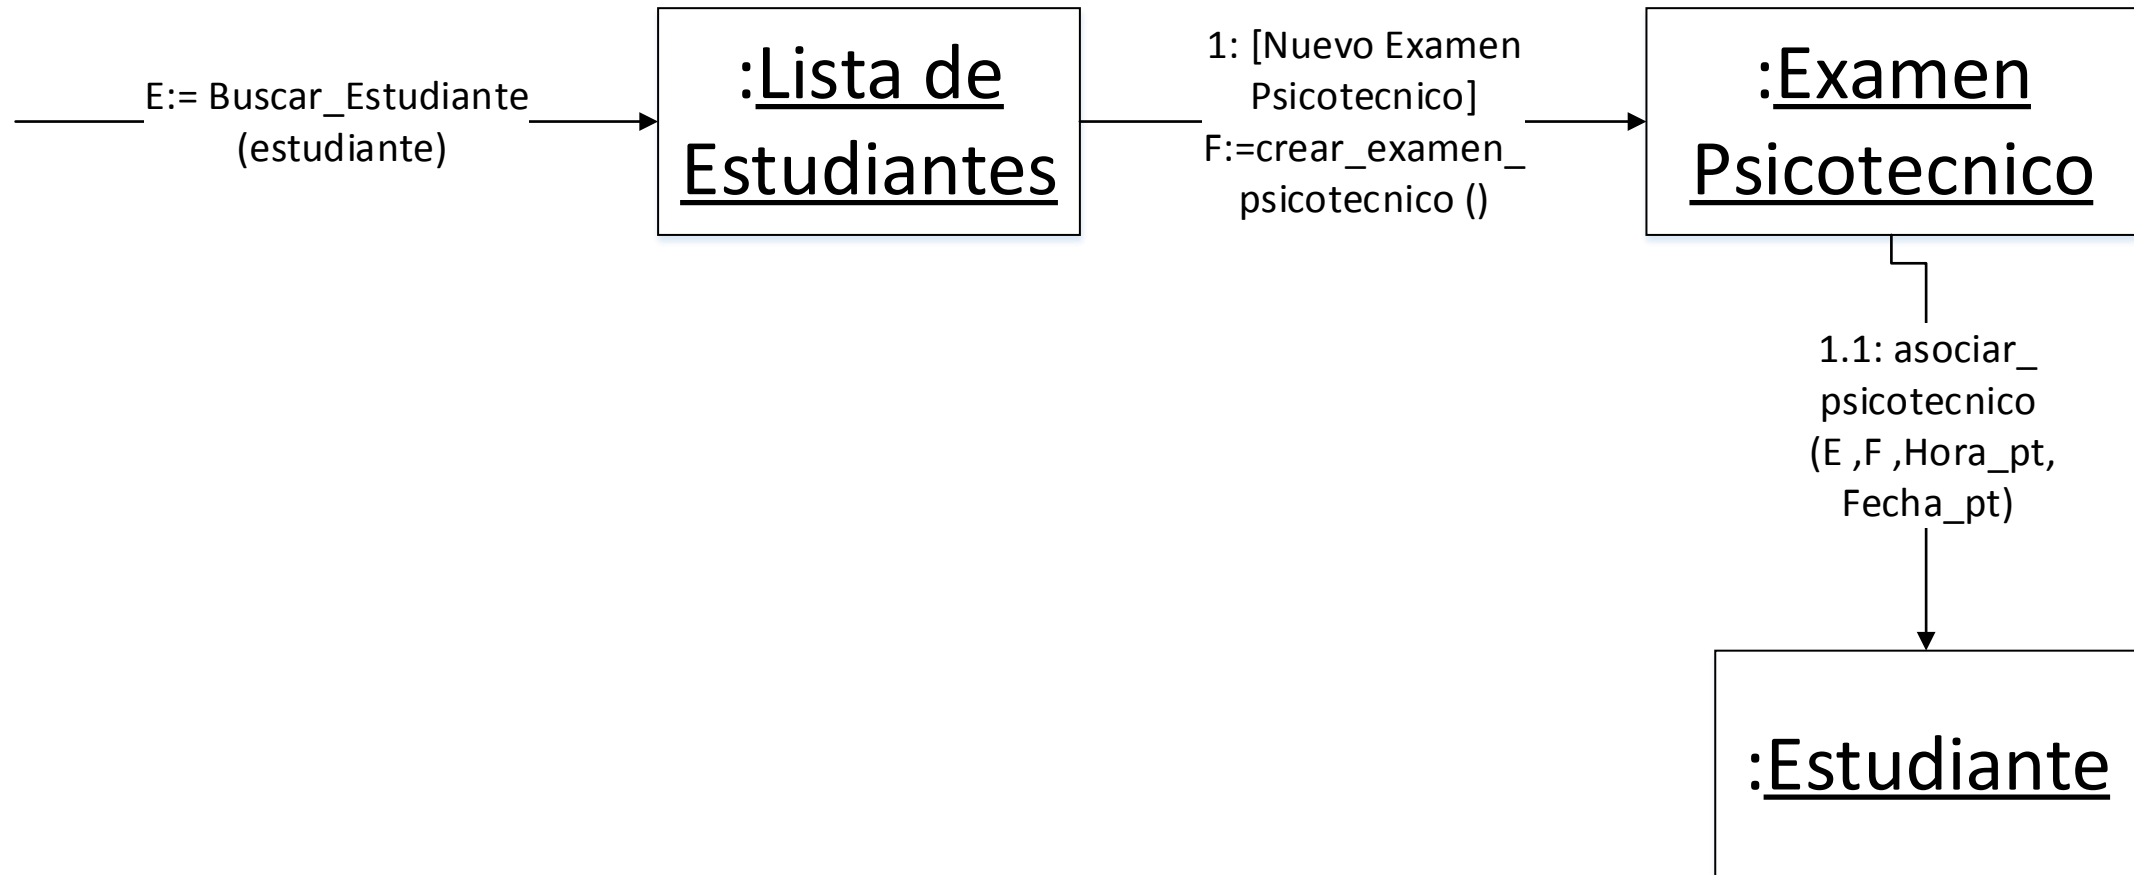 E:= Buscar_Estudiante
(estudiante)
:Lista de
Estudiantes
1: [Nuevo Examen
Psicotecnico]
F:=crear_examen_
psicotecnico ()
:Examen
Psicotecnico
1.1: asociar_
psicotecnico
(E ,F ,Hora_pt,
Fecha_pt)
:Estudiante